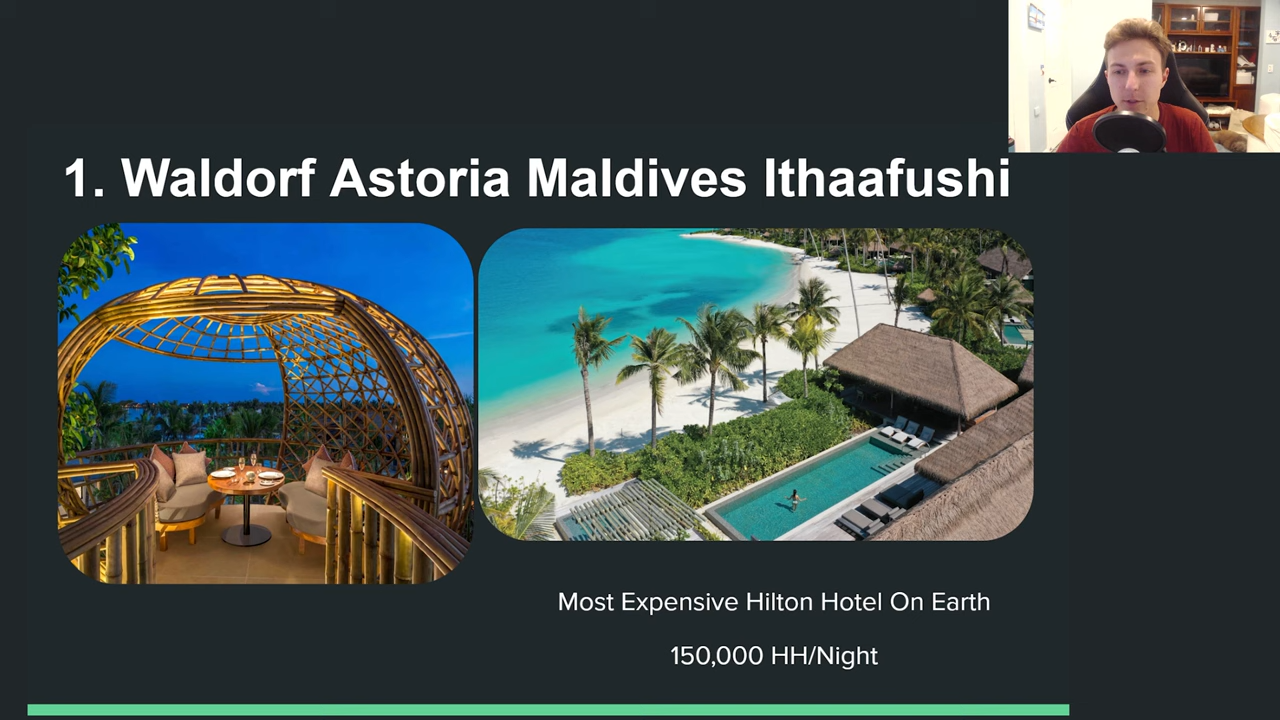 1. Waldorf Astoria Maldives Ithaafushi
Most Expensive Hilton Hotel On Earth
150,000 HH/Night